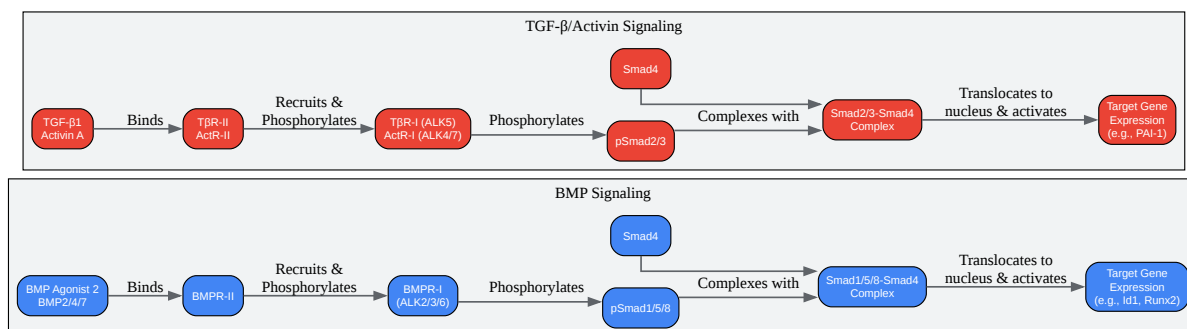 TGF-β/Activin Signaling
Smad4
TGF-β1
Activin A
Binds
TβR-II
ActR-II
Recruits &
Phosphorylates
TβR-I (ALK5)
ActR-I (ALK4/7)
Phosphorylates
pSmad2/3
Complexes with
Smad2/3-Smad4
Complex
Translocates to
nucleus & activates
Target Gene
Expression
(e.g., PAI-1)
BMP Signaling
Smad4
BMP Agonist 2
BMP2/4/7
Binds
BMPR-II
Recruits &
Phosphorylates
BMPR-I
(ALK2/3/6)
Phosphorylates
pSmad1/5/8
Complexes with
Smad1/5/8-Smad4
Complex
Translocates to
nucleus & activates
Target Gene
Expression
(e.g., Id1, Runx2)